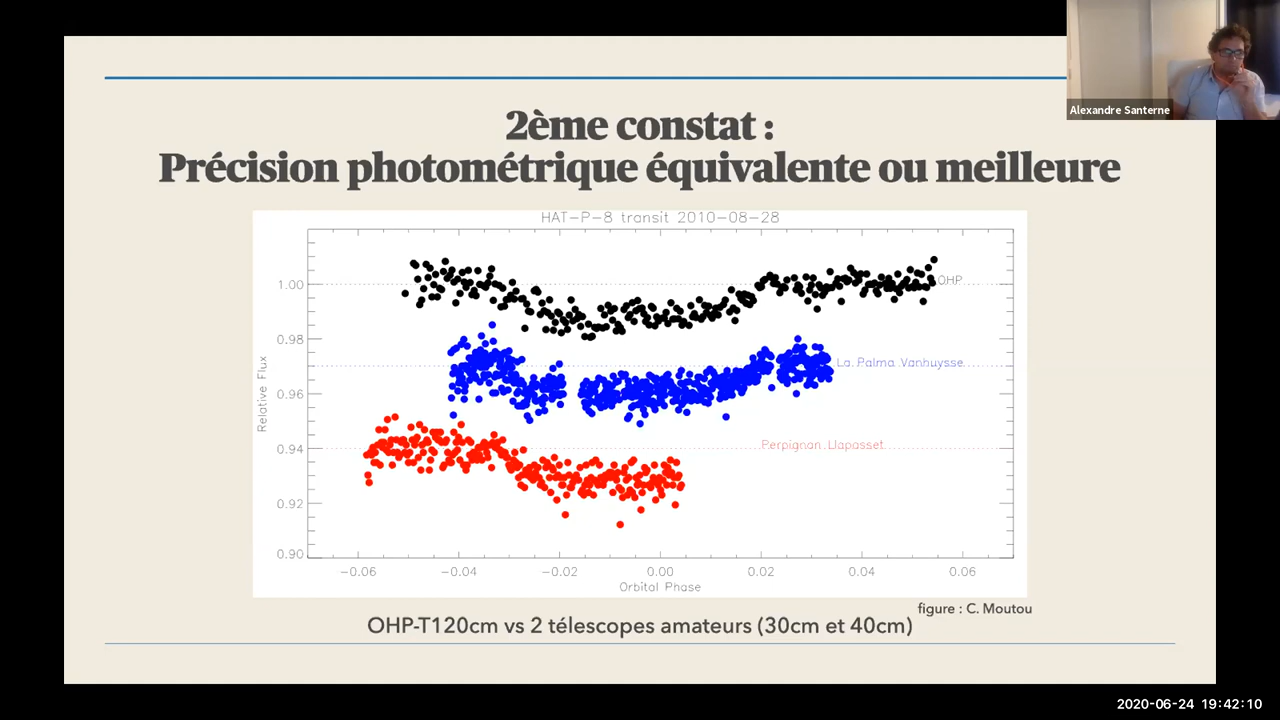 Alexandre Santerne
2ème constat :
Précision photométrique équivalente ou meilleure
HAT-P-8 transit 2010-08-28
1.00
0.98
0.96
0.94
0.92
0.90
Relative Flux
OHP
La Palma Vanhuysse
Perpignan Llapasset
-0.06
-0.04
-0.02
0.00
0.02
0.04
0.06
Orbital Phase
figure : C. Moutou
OHP-T120cm vs 2 télescopes amateurs (30cm et 40cm)
2020-06-24 19:42:10